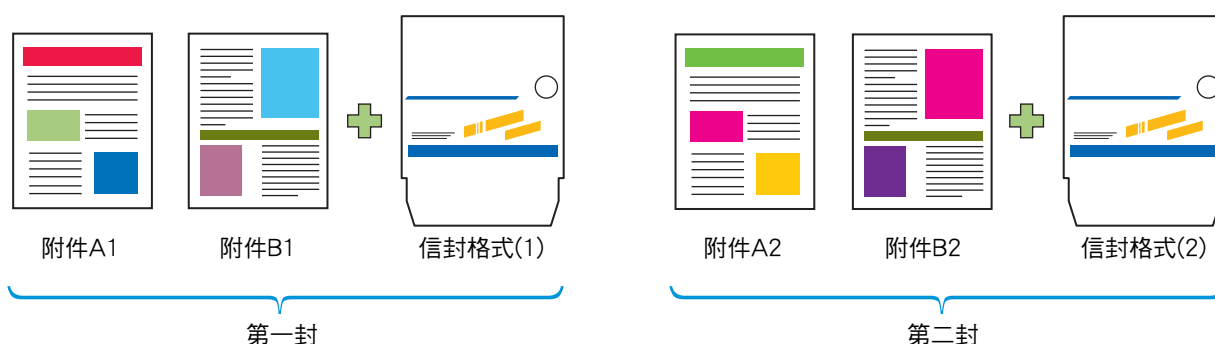 附件A1
附件B1
信封格式(1)
附件A2
附件B2
信封格式(2)
第一封
第二封